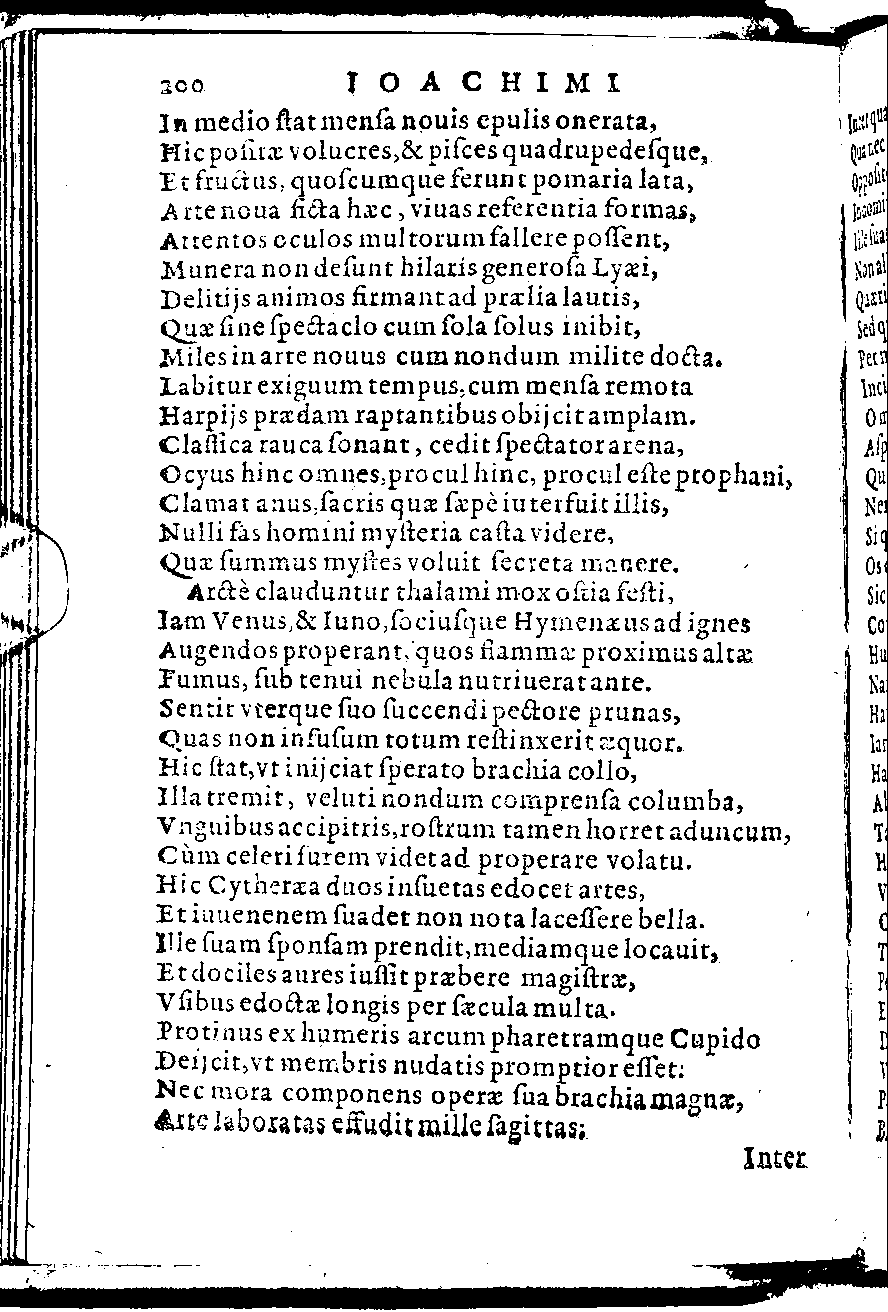 200 IOACHIMI
In medio ſtat menſa nouis epulis onerata,
Hic poſitæ volucres, & piſces quadrupedeſque,
Et fructus, quoſcumque ferunt pomaria lata,
Arte noua ficta hæc, viuas referentia formas,
Attentos oculos multorum fallere poſſent,
Munera non deſunt hilaris generoſa Lyæi,
Delitijs animos firmant ad prælia lautis,
Quæ ſine ſpectaclo cum ſola ſolus inibit,
Miles in arte nouus cum nondum milite docta.
Labitur exiguum tempus, cum menſa remota
Harpijs prædam raptantibus obijcit amplam.
Claſſica rauca ſonant, cedit ſpectator arena,
Ocyus hinc omnes, procul hinc, procul eſte prophani,
Clamat anus, ſacris quæ ſæpè iuterfuit illis,
Nulli fas homini myſteria caſta videre,
Quæ ſummus myſtes voluit ſecreta manere.
Arctè clauduntur thalami mox oſtia feſti,
Iam Venus, & Iuno, ſociuſque Hymenæus ad ignes
Augendos properant, quos flammæ proximus altæ
Fumus, ſub tenui nebula nutriuerat ante.
Sentit vterque ſuo ſuccendi pectore prunas,
Quas non infuſum totum reſtinxerit æquor.
Hic ſtat, vt inijciat ſperato brachia collo,
Illa tremit, veluti nondum comprenſa columba,
Vnguibus accipitris, roſtrum tamen horret aduncum,
Cùm celeri furem videt ad properare volatu.
Hic Cytheræa duos inſuetas edocet artes,
Et iuuenenem ſuadet non nota laceſſere bella.
Ille ſuam ſponſam prendit, mediamque locauit,
Et dociles aures iuſſit præbere magiſtræ,
Vſibus edoctæ longis per ſæcula multa.
Protinus ex humeris arcum pharetramque Cupido
Deijcit, vt membris nudatis promptior eſſet:
Nec mora componens operæ ſua brachia magnæ,
Arte laboratas effudit mille ſagittas;
Inter